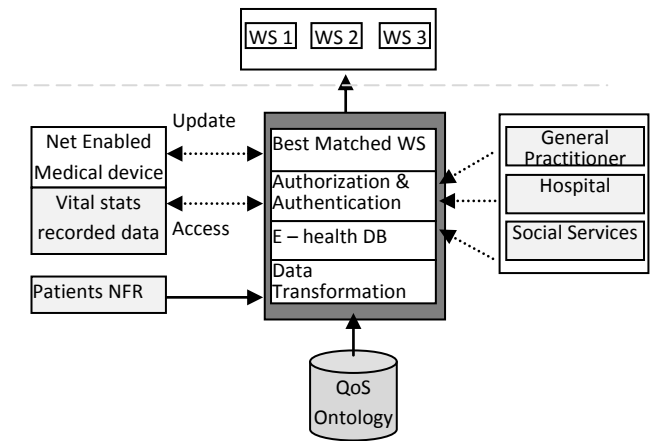 WS 1 WS 2 WS 3
Update
Net Enabled
Medical device
Vital stats
recorded data
Access
Patients NFR
Best Matched WS
Authorization &
Authentication
E – health DB
Data
Transformation
General
Practitioner
Hospital
Social Services
QoS
Ontology